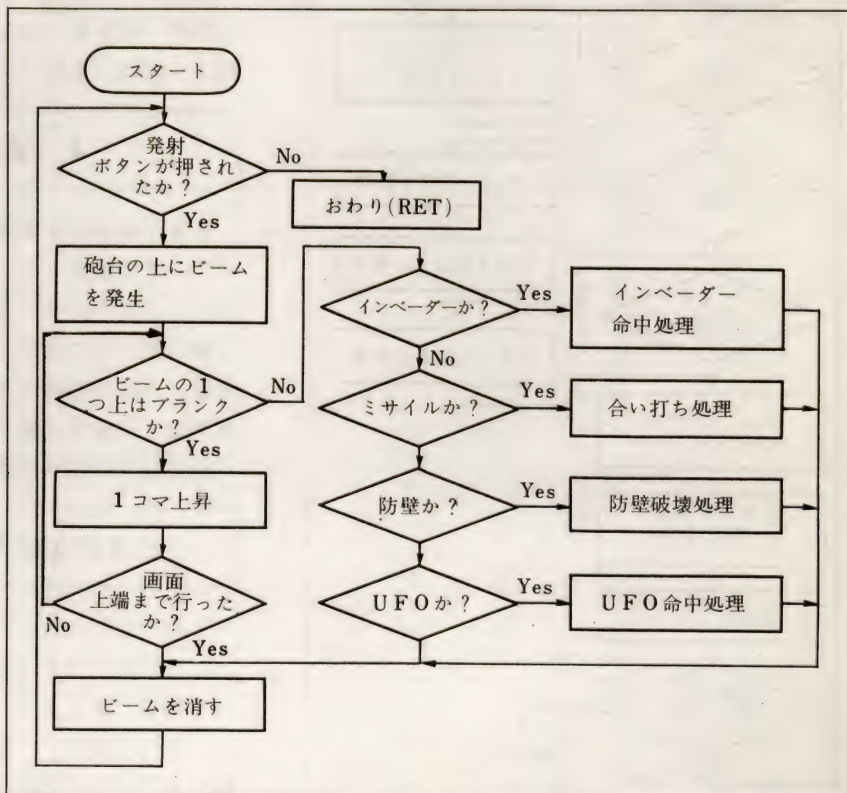 スタート
発射
ボタンが押され
たか?
No
おわり(RET)
Yes
砲台の上にビーム
を発生
ビームの1
つ上はブランク
か?
No
Yes
1コマ上昇
画面
上端まで行った
か?
No
Yes
ビームを消す
インベーダーか?
Yes
インベーダー
命中処理
No
ミサイルか?
Yes
合い打ち処理
防壁か?
Yes
防壁破壊処理
UFOか?
Yes
UFO命中処理